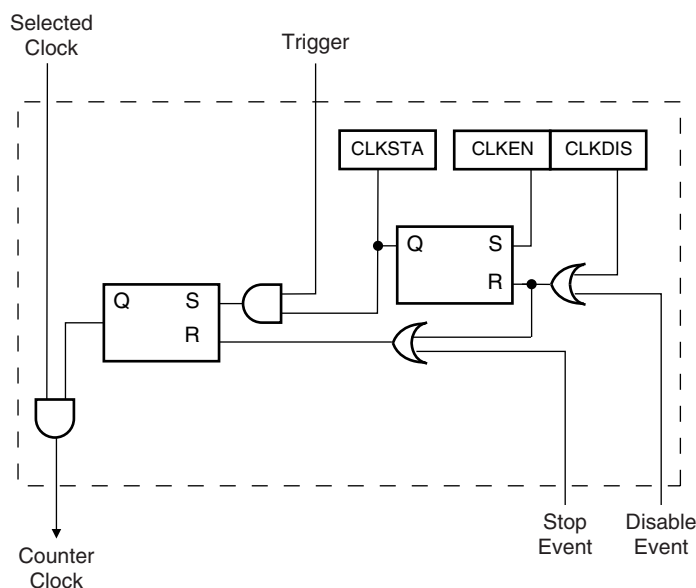 Selected
Clock
Trigger
CLKSTA
CLKEN
CLKDIS
Q
S
R
Q
S
R
Stop
Event
Disable
Event
Counter
Clock